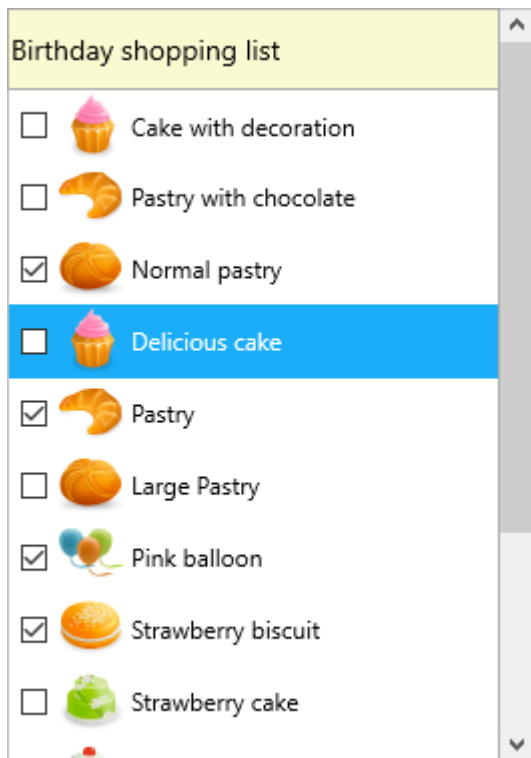 Birthday shopping list
Cake with decoration
Pastry with chocolate
Normal pastry
Delicious cake
Pastry
Large Pastry
Pink balloon
Strawberry biscuit
Strawberry cake